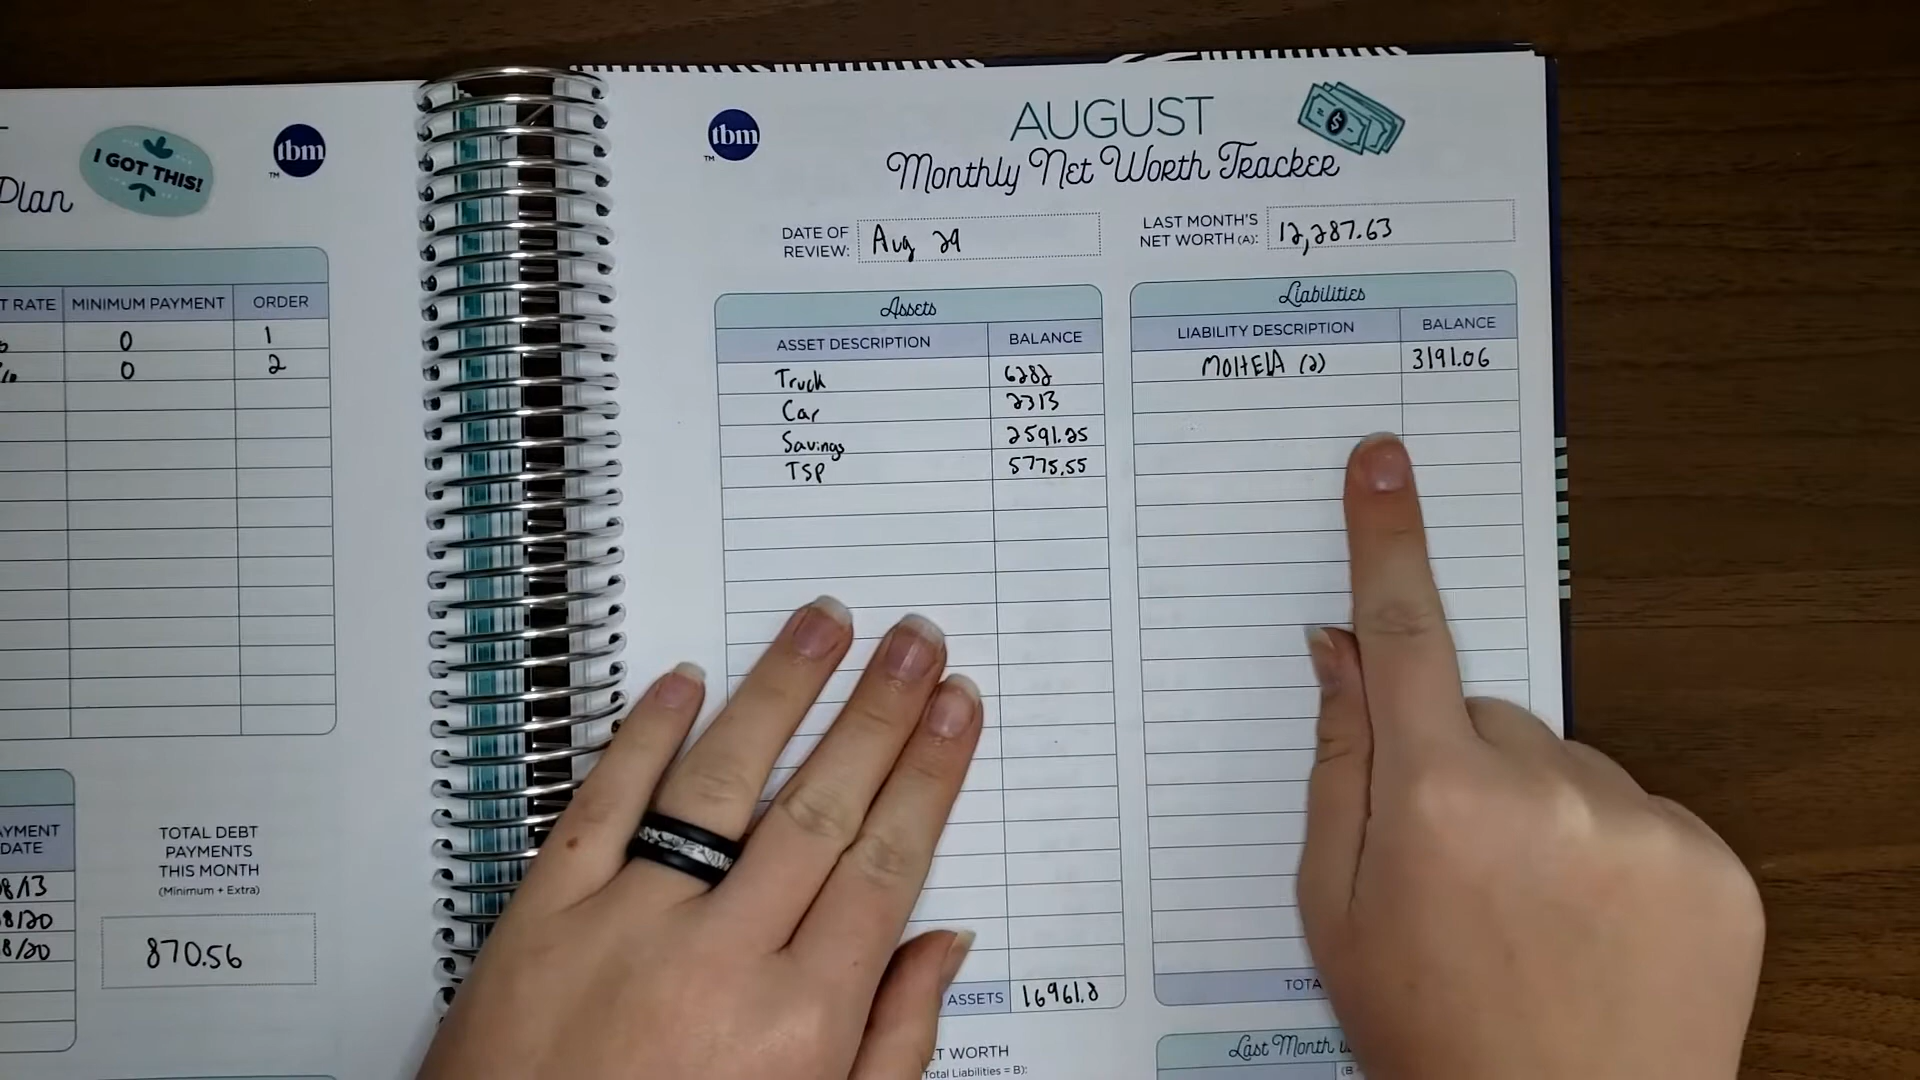 Plan
I GOT THIS!
tbm
TM
T RATE MINIMUM PAYMENT ORDER
0 1
0 2
AYMENT
DATE
8/13
8/20
8/20
TOTAL DEBT
PAYMENTS
THIS MONTH
(Minimum + Extra)
870.56
tbm
TM
AUGUST
Monthly Net Worth Tracker
DATE OF
REVIEW: Aug 29
LAST MONTH'S
NET WORTH (A): 12,287.63
Assets
ASSET DESCRIPTION BALANCE
Truck 6282
Car 2313
Savings 2591.25
TSP 5775.55
ASSETS 16961.8
T WORTH
Total Liabilities = B):
Liabilities
LIABILITY DESCRIPTION BALANCE
MOHELA (2) 3191.06
TOTA
Last Month
(B -